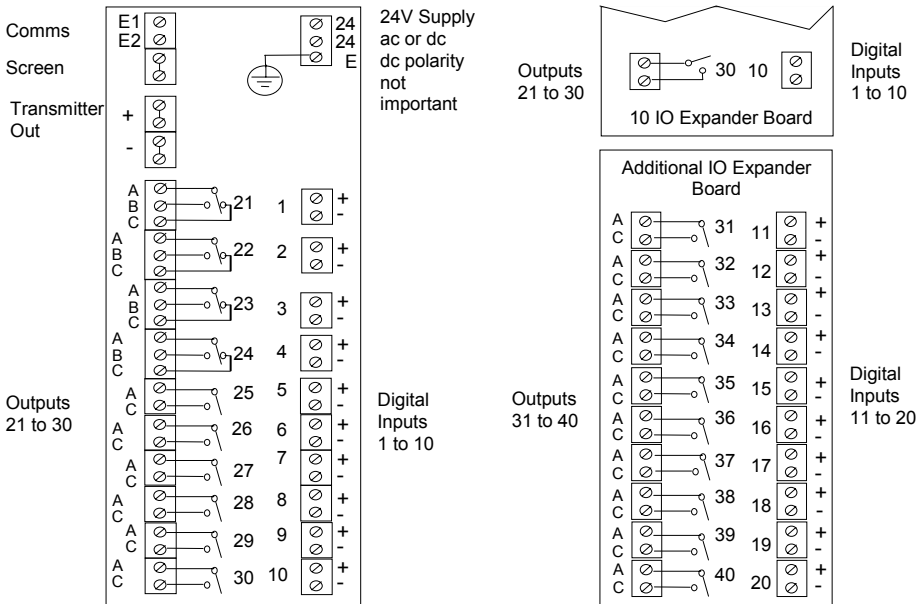 Comms
E1
E2
Screen
Transmitter
Out
+
-
24
24
E
24V Supply
ac or dc
dc polarity
not
important
A
B
C
21
1
+
-
A
B
C
22
2
+
-
A
B
C
23
3
+
-
A
B
C
24
4
+
-
A
C
25
5
+
-
A
C
26
6
+
-
A
C
27
7
+
-
A
C
28
8
+
-
A
C
29
9
+
-
A
C
30
10
+
-
Outputs
21 to 30
Digital
Inputs
1 to 10
Outputs
21 to 30
30
10
10 IO Expander Board
Digital
Inputs
1 to 10
Additional IO Expander
Board
A
C
31
11
+
-
A
C
32
12
+
-
A
C
33
13
+
-
A
C
34
14
+
-
A
C
35
15
+
-
A
C
36
16
+
-
A
C
37
17
+
-
A
C
38
18
+
-
A
C
39
19
+
-
A
C
40
20
+
-
Outputs
31 to 40
Digital
Inputs
11 to 20